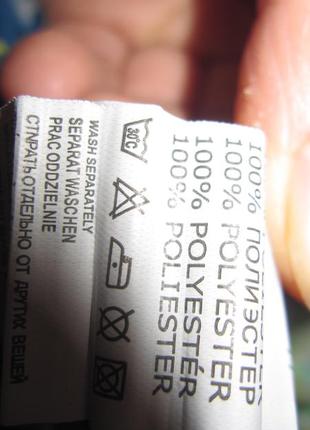 100% ПОЛИЭСТЕР
100% POLYESTER
100% POLYESTÉR
100% POLIESTER
30°C
WASH SEPARATELY
SEPARAT WASCHEN
PRAC ODDZIELNIE
СТИРАТЬ ОТДЕЛЬНО ОТ ДРУГИХ ВЕЩЕЙ